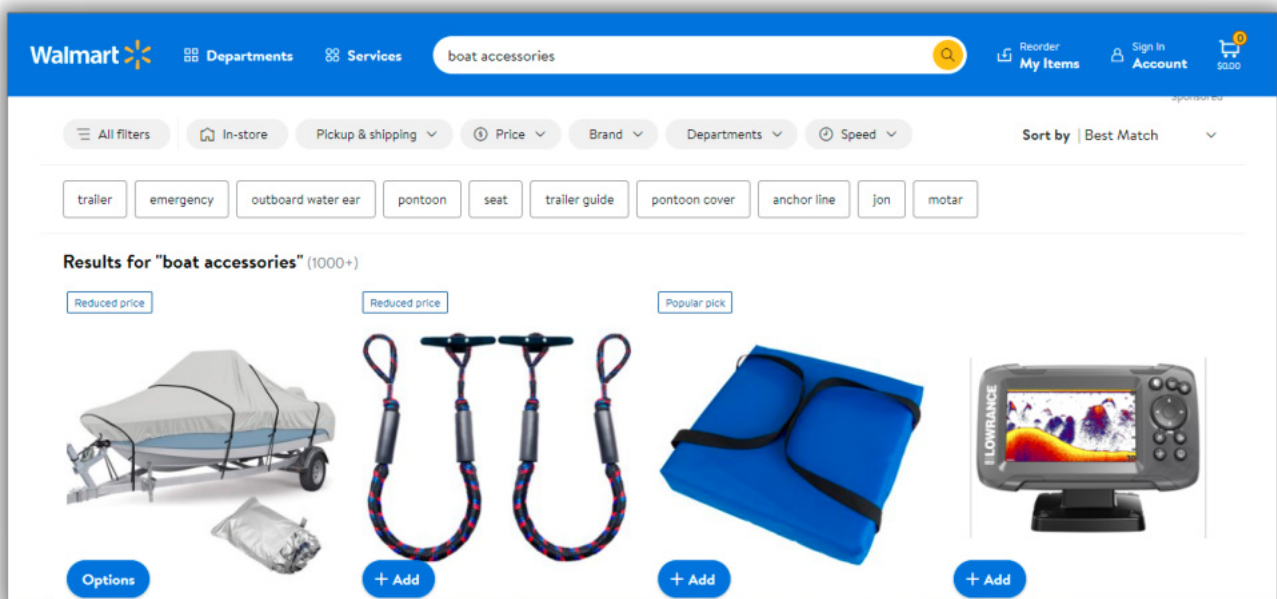 Walmart
Departments
Services
boat accessories
Reorder
My Items
Sign In
Account
0
$0.00
Sponsored
All filters
In-store
Pickup & shipping
Price
Brand
Departments
Speed
Sort by | Best Match
trailer
emergency
outboard water ear
pontoon
seat
trailer guide
pontoon cover
anchor line
jon
motar
Results for "boat accessories" (1000+)
Reduced price
Reduced price
Popular pick
LOWRANCE
Options
+ Add
+ Add
+ Add